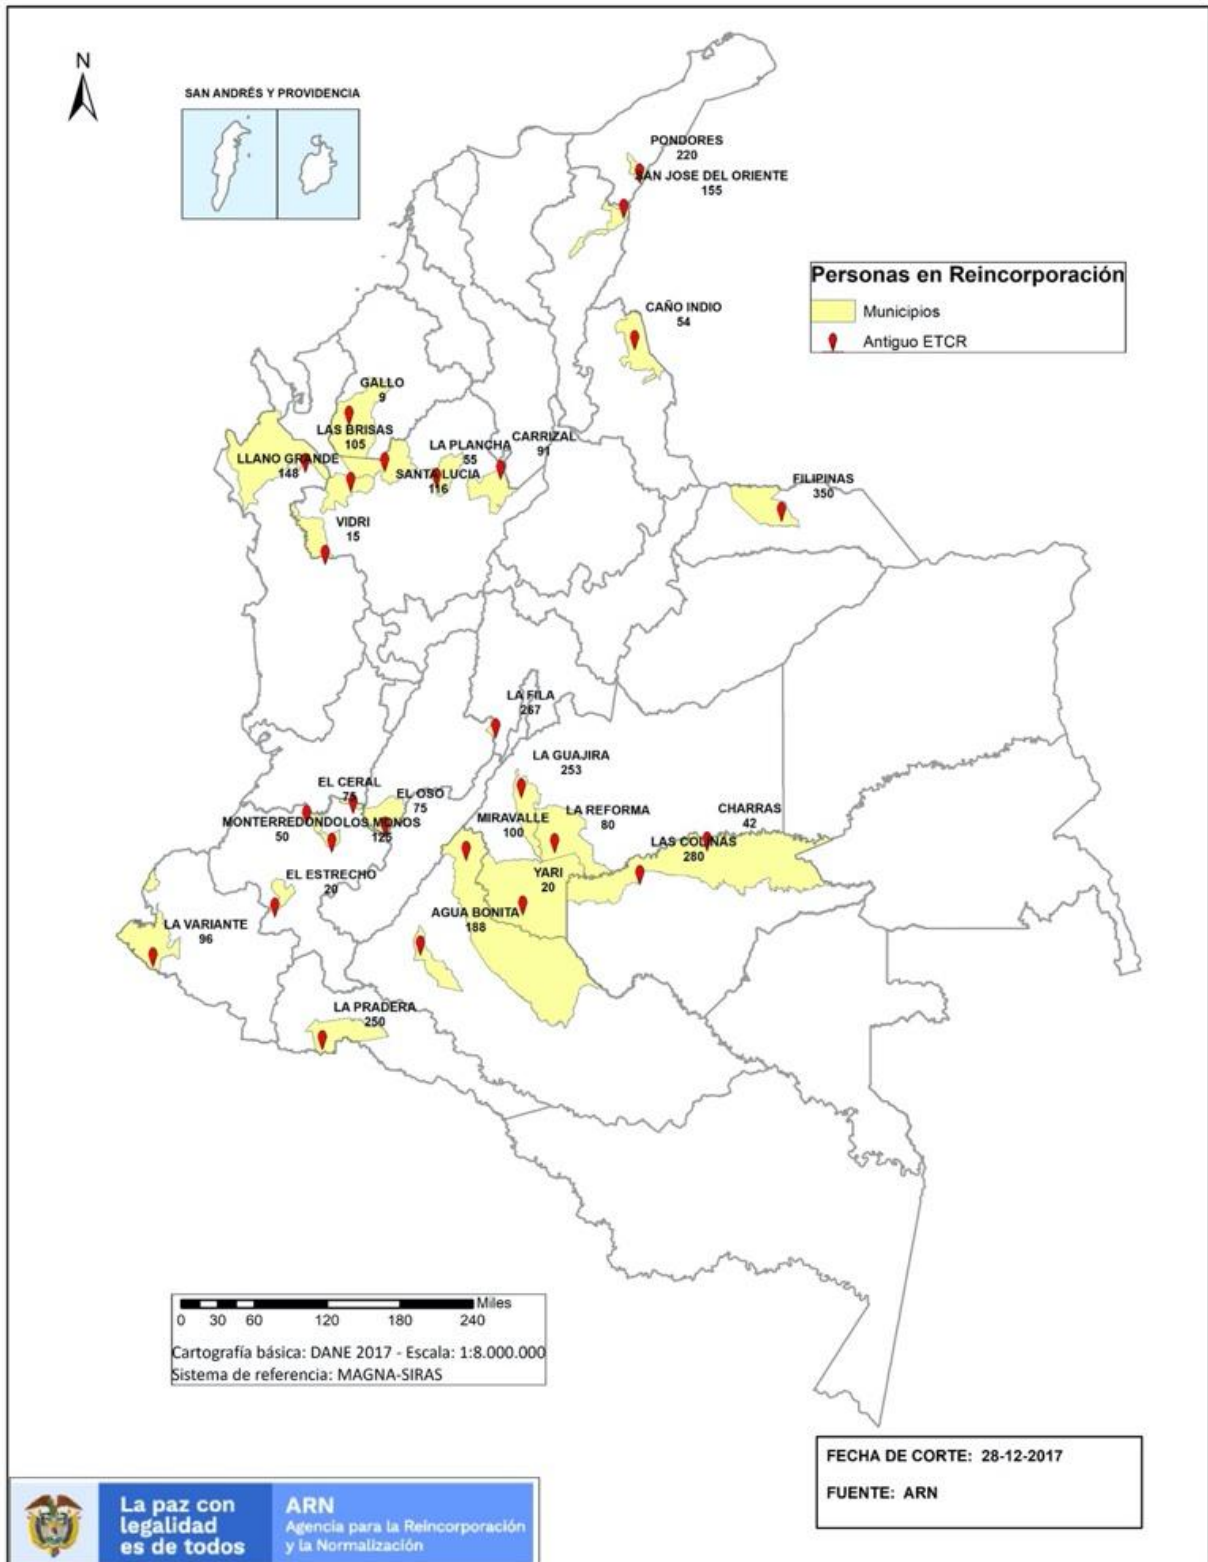 N
SAN ANDRÉS Y PROVIDENCIA
PONDORES
220
SAN JOSE DEL ORIENTE
155
Personas en Reincorporación
Municipios
Antiguo ETCR
CAÑO INDIO
54
GALLO
9
LAS BRISAS
105
LA PLANCHA
55
CARRIZAL
91
LLANO GRANDE
148
SANTA LUCIA
116
FILIPINAS
350
VIDRI
15
LA FILA
267
LA GUAJIRA
253
EL CERAL
75
EL OSO
75
MIRAVALLE
100
LA REFORMA
80
CHARRAS
42
MONTERREDONDO
50
LOS MONOS
125
LAS COLINAS
280
EL ESTRECHO
20
YARI
20
AGUA BONITA
188
LA VARIANTE
96
LA PRADERA
250
Miles
0 30 60 120 180 240
Cartografía básica: DANE 2017 - Escala: 1:8.000.000
Sistema de referencia: MAGNA-SIRAS
FECHA DE CORTE: 28-12-2017
FUENTE: ARN
La paz con
legalidad
es de todos
ARN
Agencia para la Reincorporación
y la Normalización